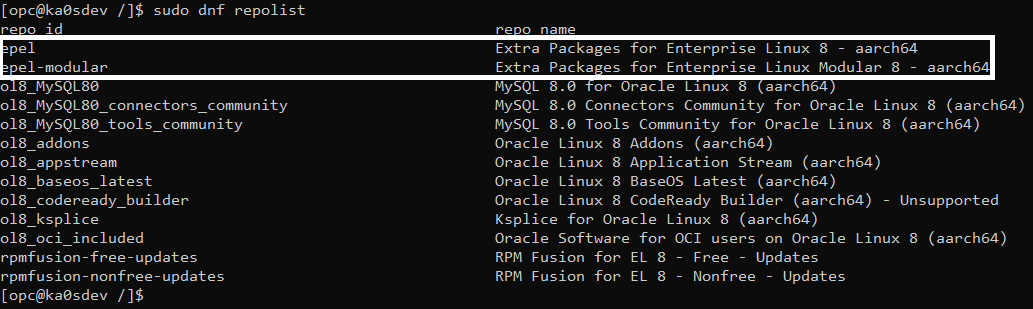 [opc@ka0sdev /]$ sudo dnf repolist
repo id repo name
epel Extra Packages for Enterprise Linux 8 - aarch64
epel-modular Extra Packages for Enterprise Linux Modular 8 - aarch64
ol8_MySQL80 MySQL 8.0 for Oracle Linux 8 (aarch64)
ol8_MySQL80_connectors_community MySQL 8.0 Connectors Community for Oracle Linux 8 (aarch64)
ol8_MySQL80_tools_community MySQL 8.0 Tools Community for Oracle Linux 8 (aarch64)
ol8_addons Oracle Linux 8 Addons (aarch64)
ol8_appstream Oracle Linux 8 Application Stream (aarch64)
ol8_baseos_latest Oracle Linux 8 BaseOS Latest (aarch64)
ol8_codeready_builder Oracle Linux 8 CodeReady Builder (aarch64) - Unsupported
ol8_ksplice Ksplice for Oracle Linux 8 (aarch64)
ol8_oci_included Oracle Software for OCI users on Oracle Linux 8 (aarch64)
rpmfusion-free-updates RPM Fusion for EL 8 - Free - Updates
rpmfusion-nonfree-updates RPM Fusion for EL 8 - Nonfree - Updates
[opc@ka0sdev /]$